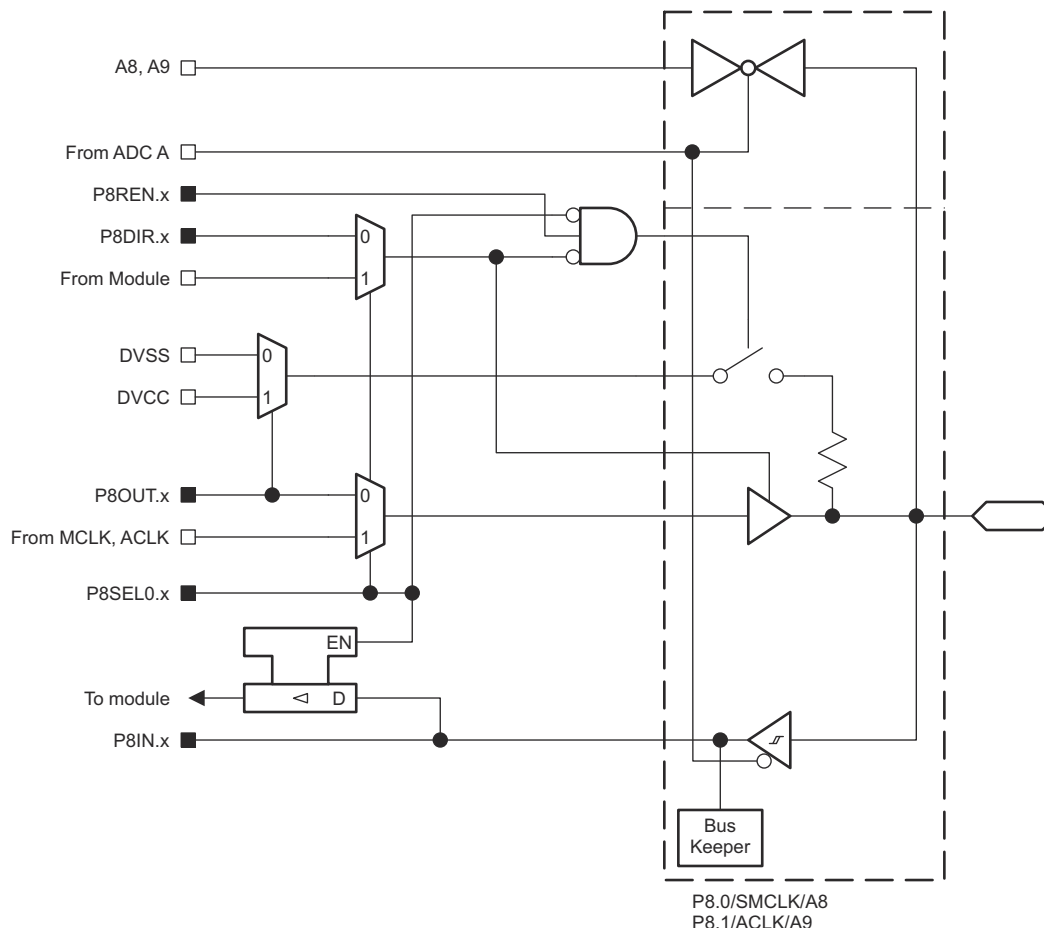 A8, A9
From ADC A
P8REN.x
P8DIR.x
0
From Module
1
DVSS
0
DVCC
1
P8OUT.x
0
From MCLK, ACLK
1
P8SEL0.x
EN
To module
D
P8IN.x
Bus
Keeper
P8.0/SMCLK/A8
P8.1/ACLK/A9